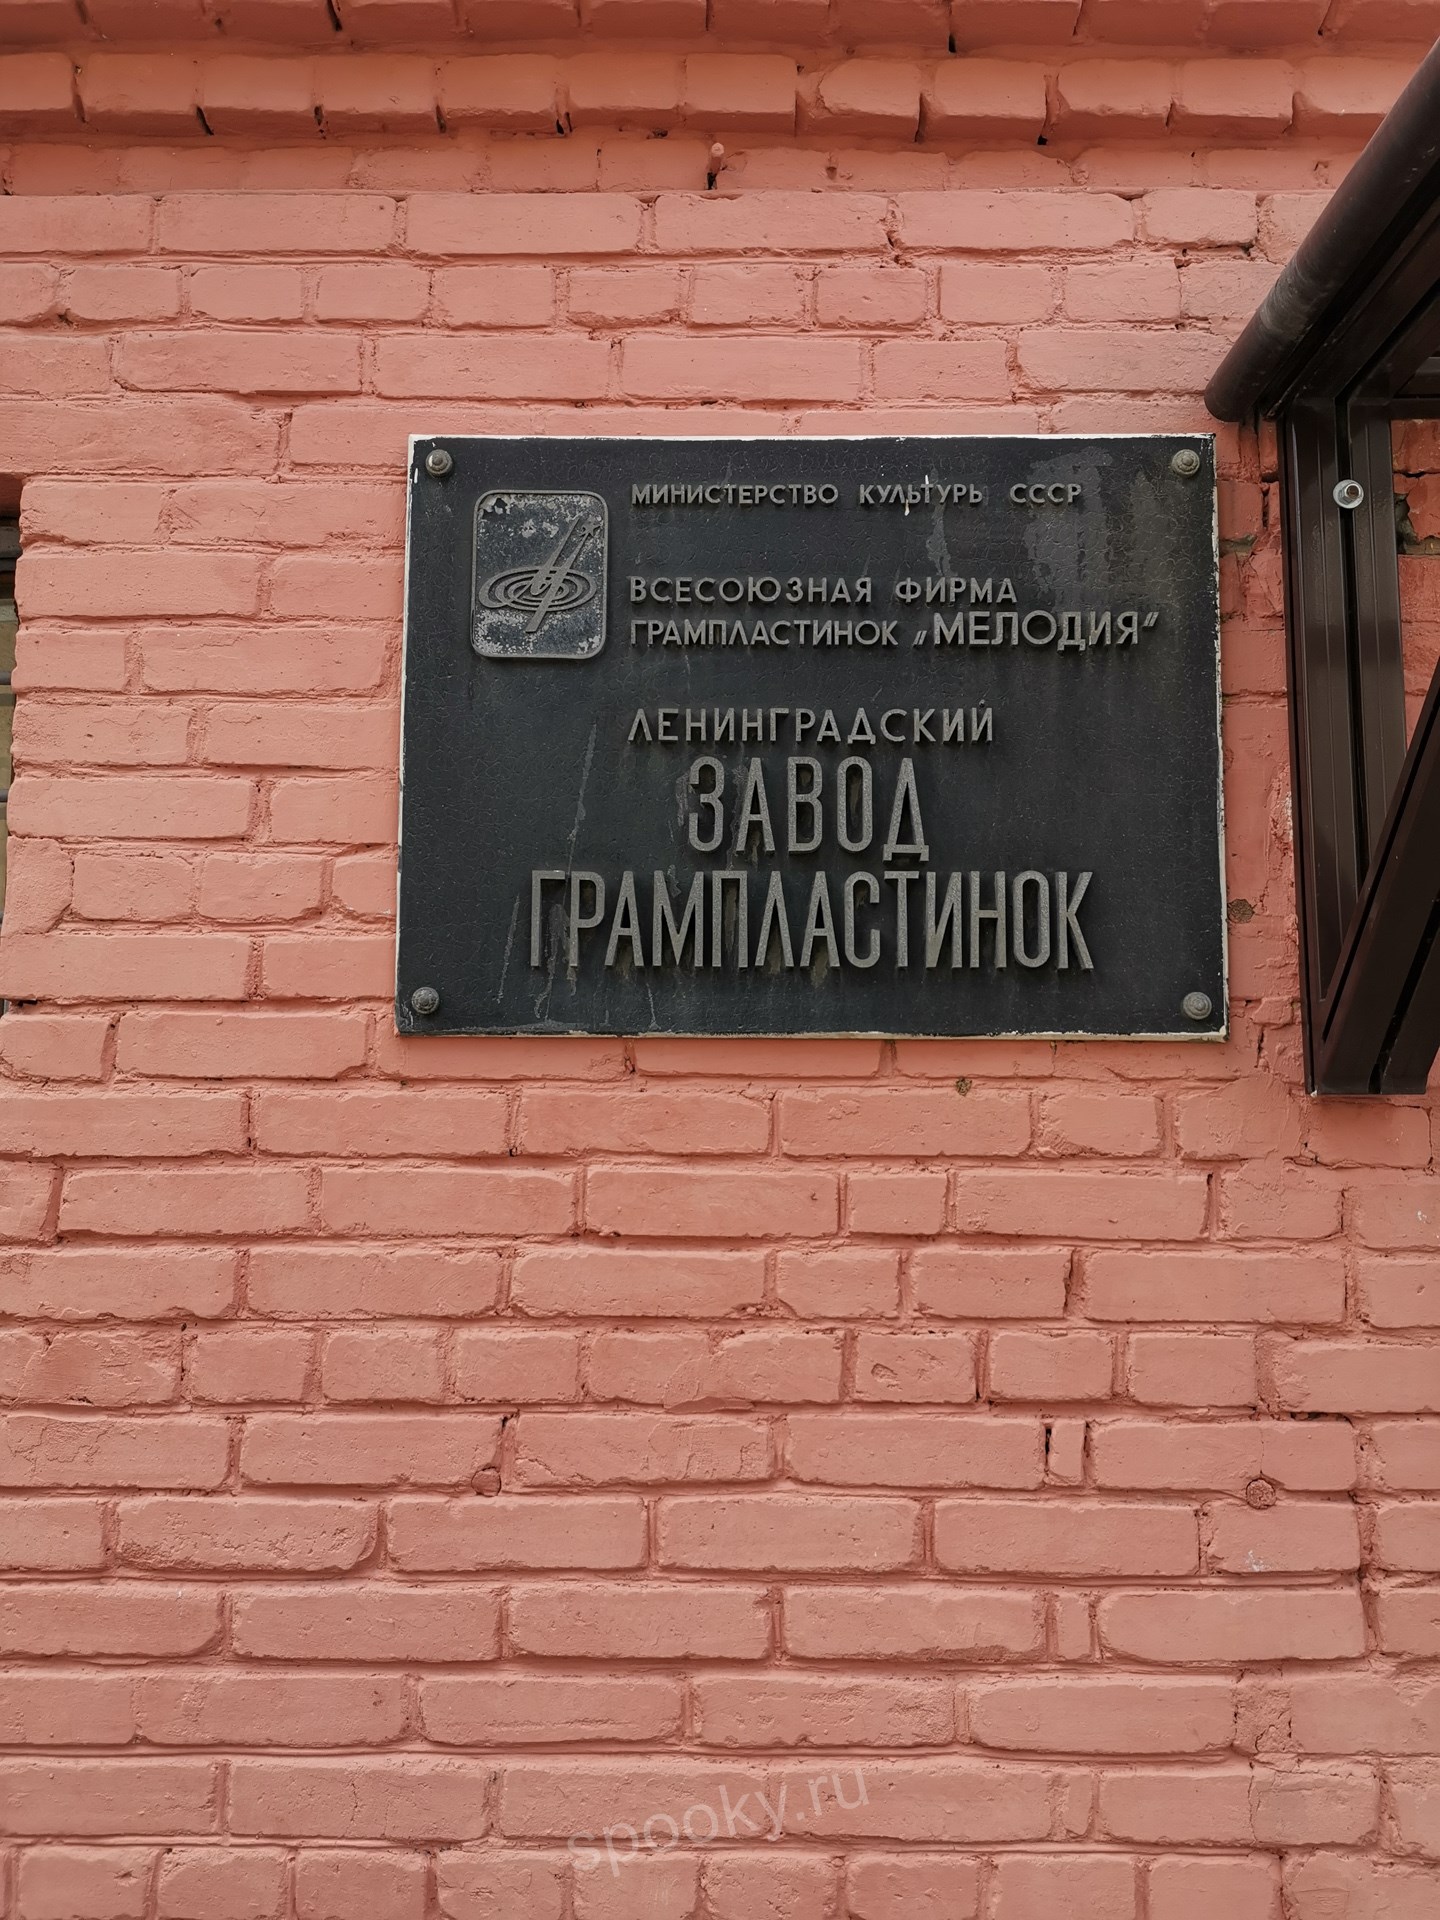 МИНИСТЕРСТВО КУЛЬТУРЫ СССР
ВСЕСОЮЗНАЯ ФИРМА
ГРАМПЛАСТИНОК „МЕЛОДИЯ“
ЛЕНИНГРАДСКИЙ
ЗАВОД
ГРАМПЛАСТИНОК
spooky.ru